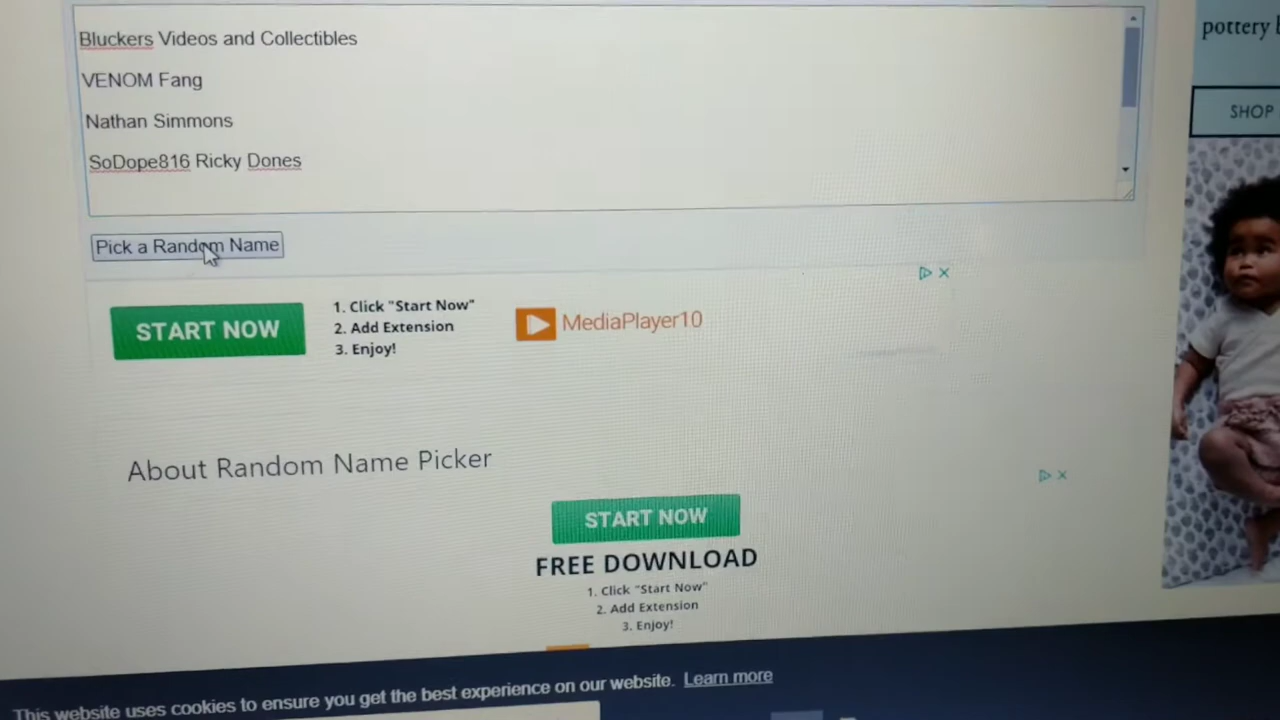 pottery
Bluckers Videos and Collectibles
VENOM Fang
Nathan Simmons
SoDope816 Ricky Dones
SHOP
Pick a Random Name
START NOW
1. Click "Start Now"
2. Add Extension
3. Enjoy!
MediaPlayer10
About Random Name Picker
START NOW
FREE DOWNLOAD
1. Click "Start Now"
2. Add Extension
3. Enjoy!
This website uses cookies to ensure you get the best experience on our website. Learn more